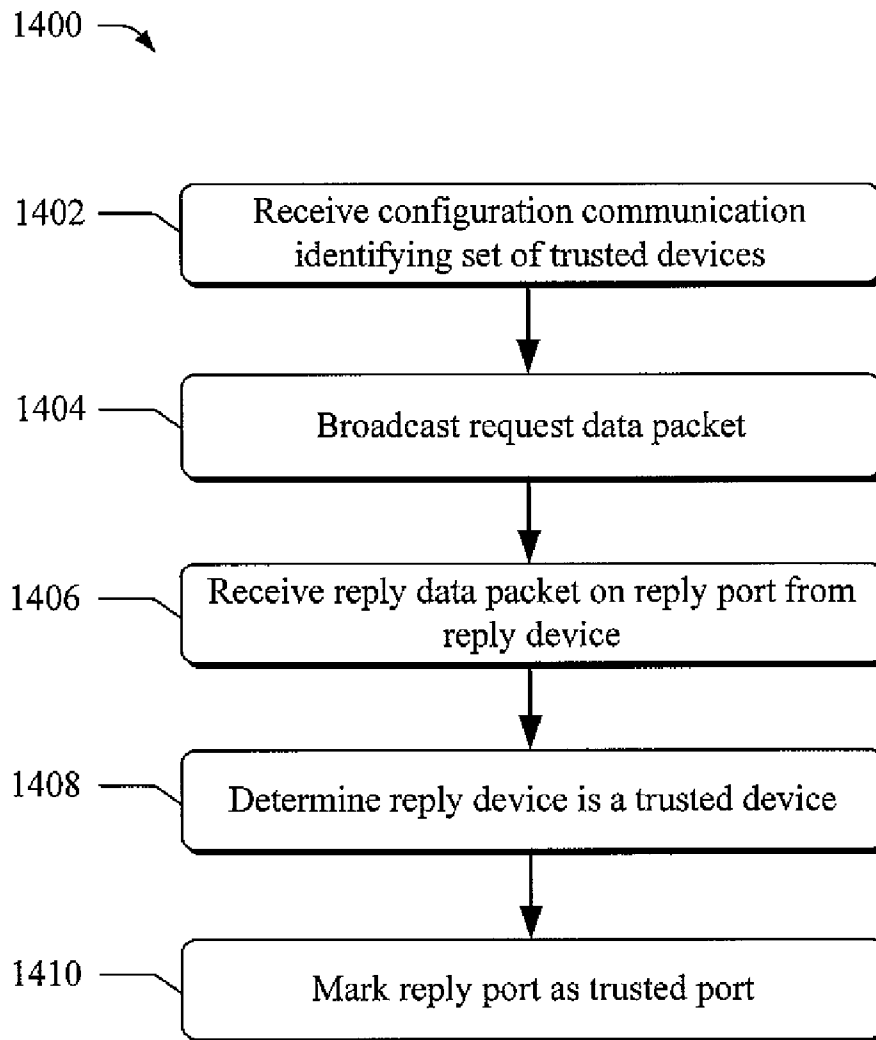 1400
1402
Receive configuration communication
identifying set of trusted devices
1404
Broadcast request data packet
1406
Receive reply data packet on reply port from
reply device
1408
Determine reply device is a trusted device
1410
Mark reply port as trusted port